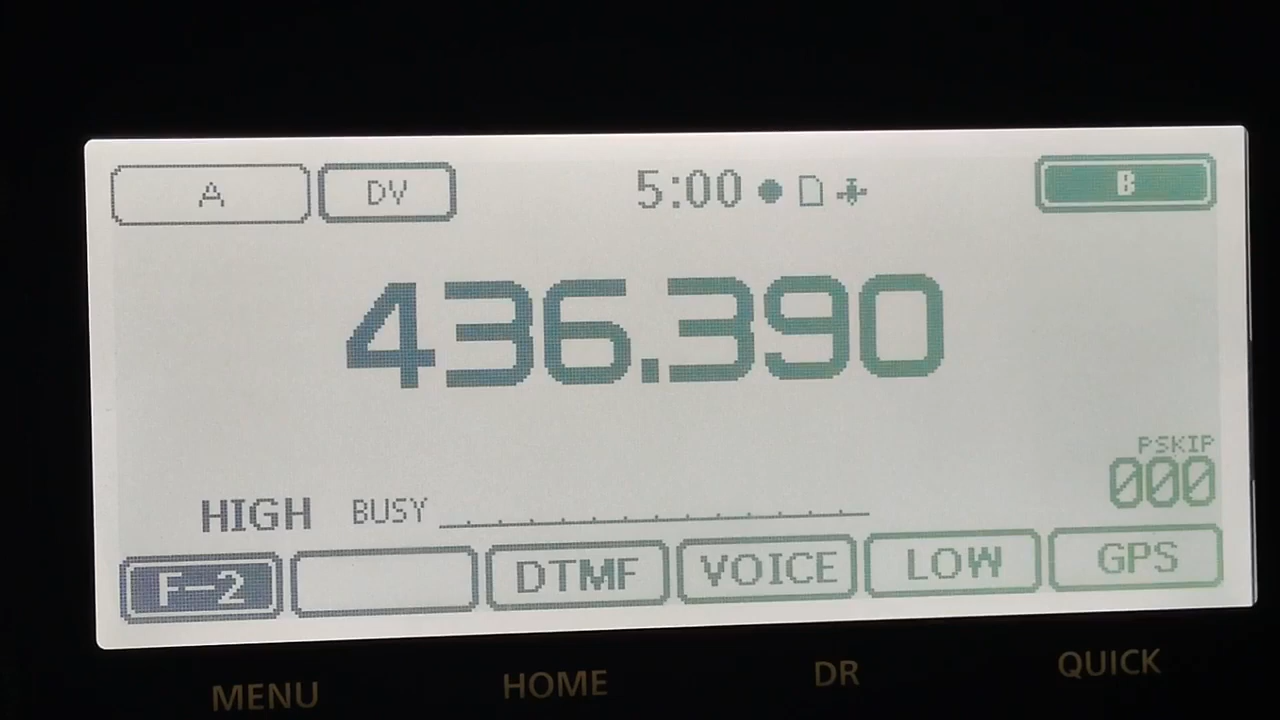 A DV 5:00 B
436.390
PSKIP
000
HIGH BUSY
F-2 DTMF VOICE LOW GPS
MENU HOME DR QUICK